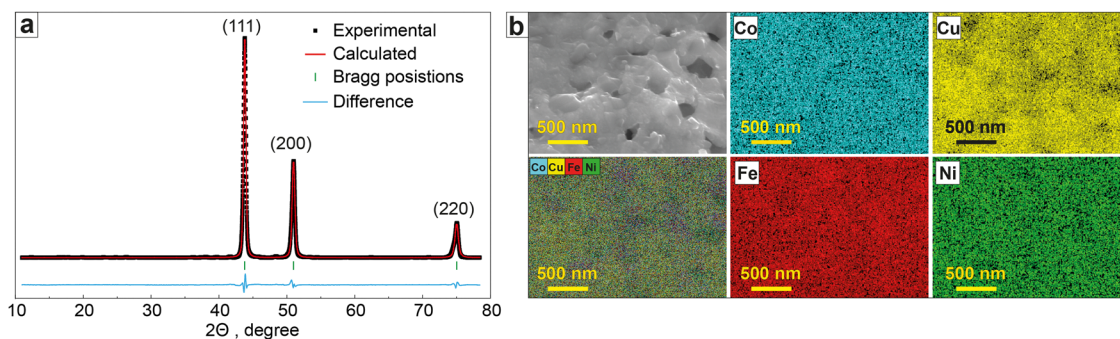 a
(111)
(200)
(220)
Experimental
Calculated
Bragg posistions
Difference
10 20 30 40 50 60 70 80
2Θ , degree
b
500 nm
Co
500 nm
Cu
500 nm
Co Cu Fe Ni
500 nm
Fe
500 nm
Ni
500 nm